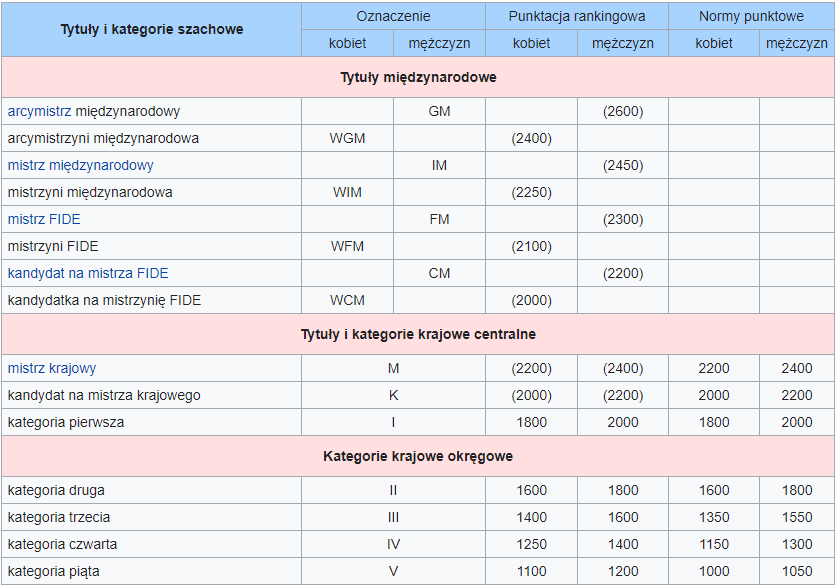 Tytuły i kategorie szachowe Oznaczenie Punktacja rankingowa Normy punktowe
kobiet mężczyzn kobiet mężczyzn kobiet mężczyzn
Tytuły międzynarodowe
arcymistrz międzynarodowy GM (2600)
arcymistrzyni międzynarodowa WGM (2400)
mistrz międzynarodowy IM (2450)
mistrzyni międzynarodowa WIM (2250)
mistrz FIDE FM (2300)
mistrzyni FIDE WFM (2100)
kandydat na mistrza FIDE CM (2200)
kandydatka na mistrzynię FIDE WCM (2000)
Tytuły i kategorie krajowe centralne
mistrz krajowy M (2200) (2400) 2200 2400
kandydat na mistrza krajowego K (2000) (2200) 2000 2200
kategoria pierwsza I 1800 2000 1800 2000
Kategorie krajowe okręgowe
kategoria druga II 1600 1800 1600 1800
kategoria trzecia III 1400 1600 1350 1550
kategoria czwarta IV 1250 1400 1150 1300
kategoria piąta V 1100 1200 1000 1050